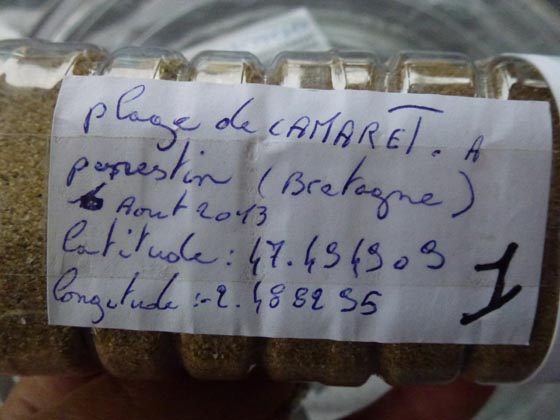 plage de CAMARET. A
penestin (Bretagne)
Aout 2013
latitude : 47.494909
longitude : -2.488295
1